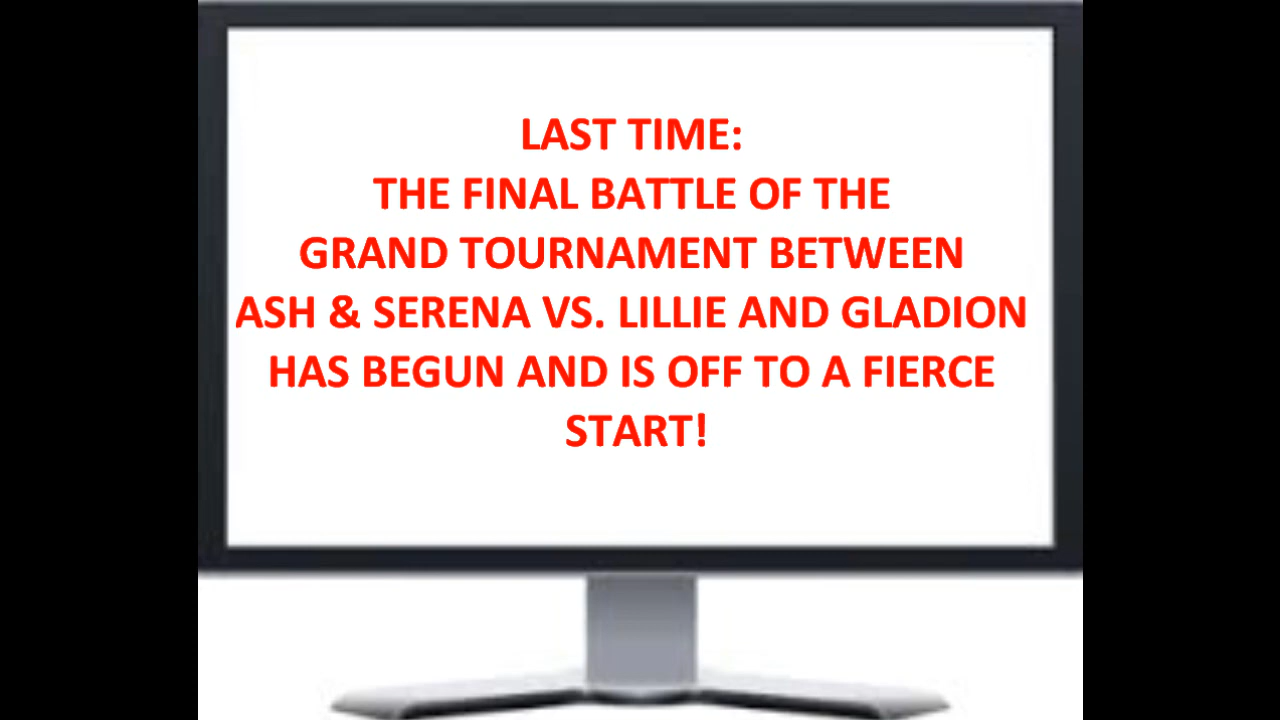 LAST TIME:
THE FINAL BATTLE OF THE
GRAND TOURNAMENT BETWEEN
ASH & SERENA VS. LILLIE AND GLADION
HAS BEGUN AND IS OFF TO A FIERCE
START!